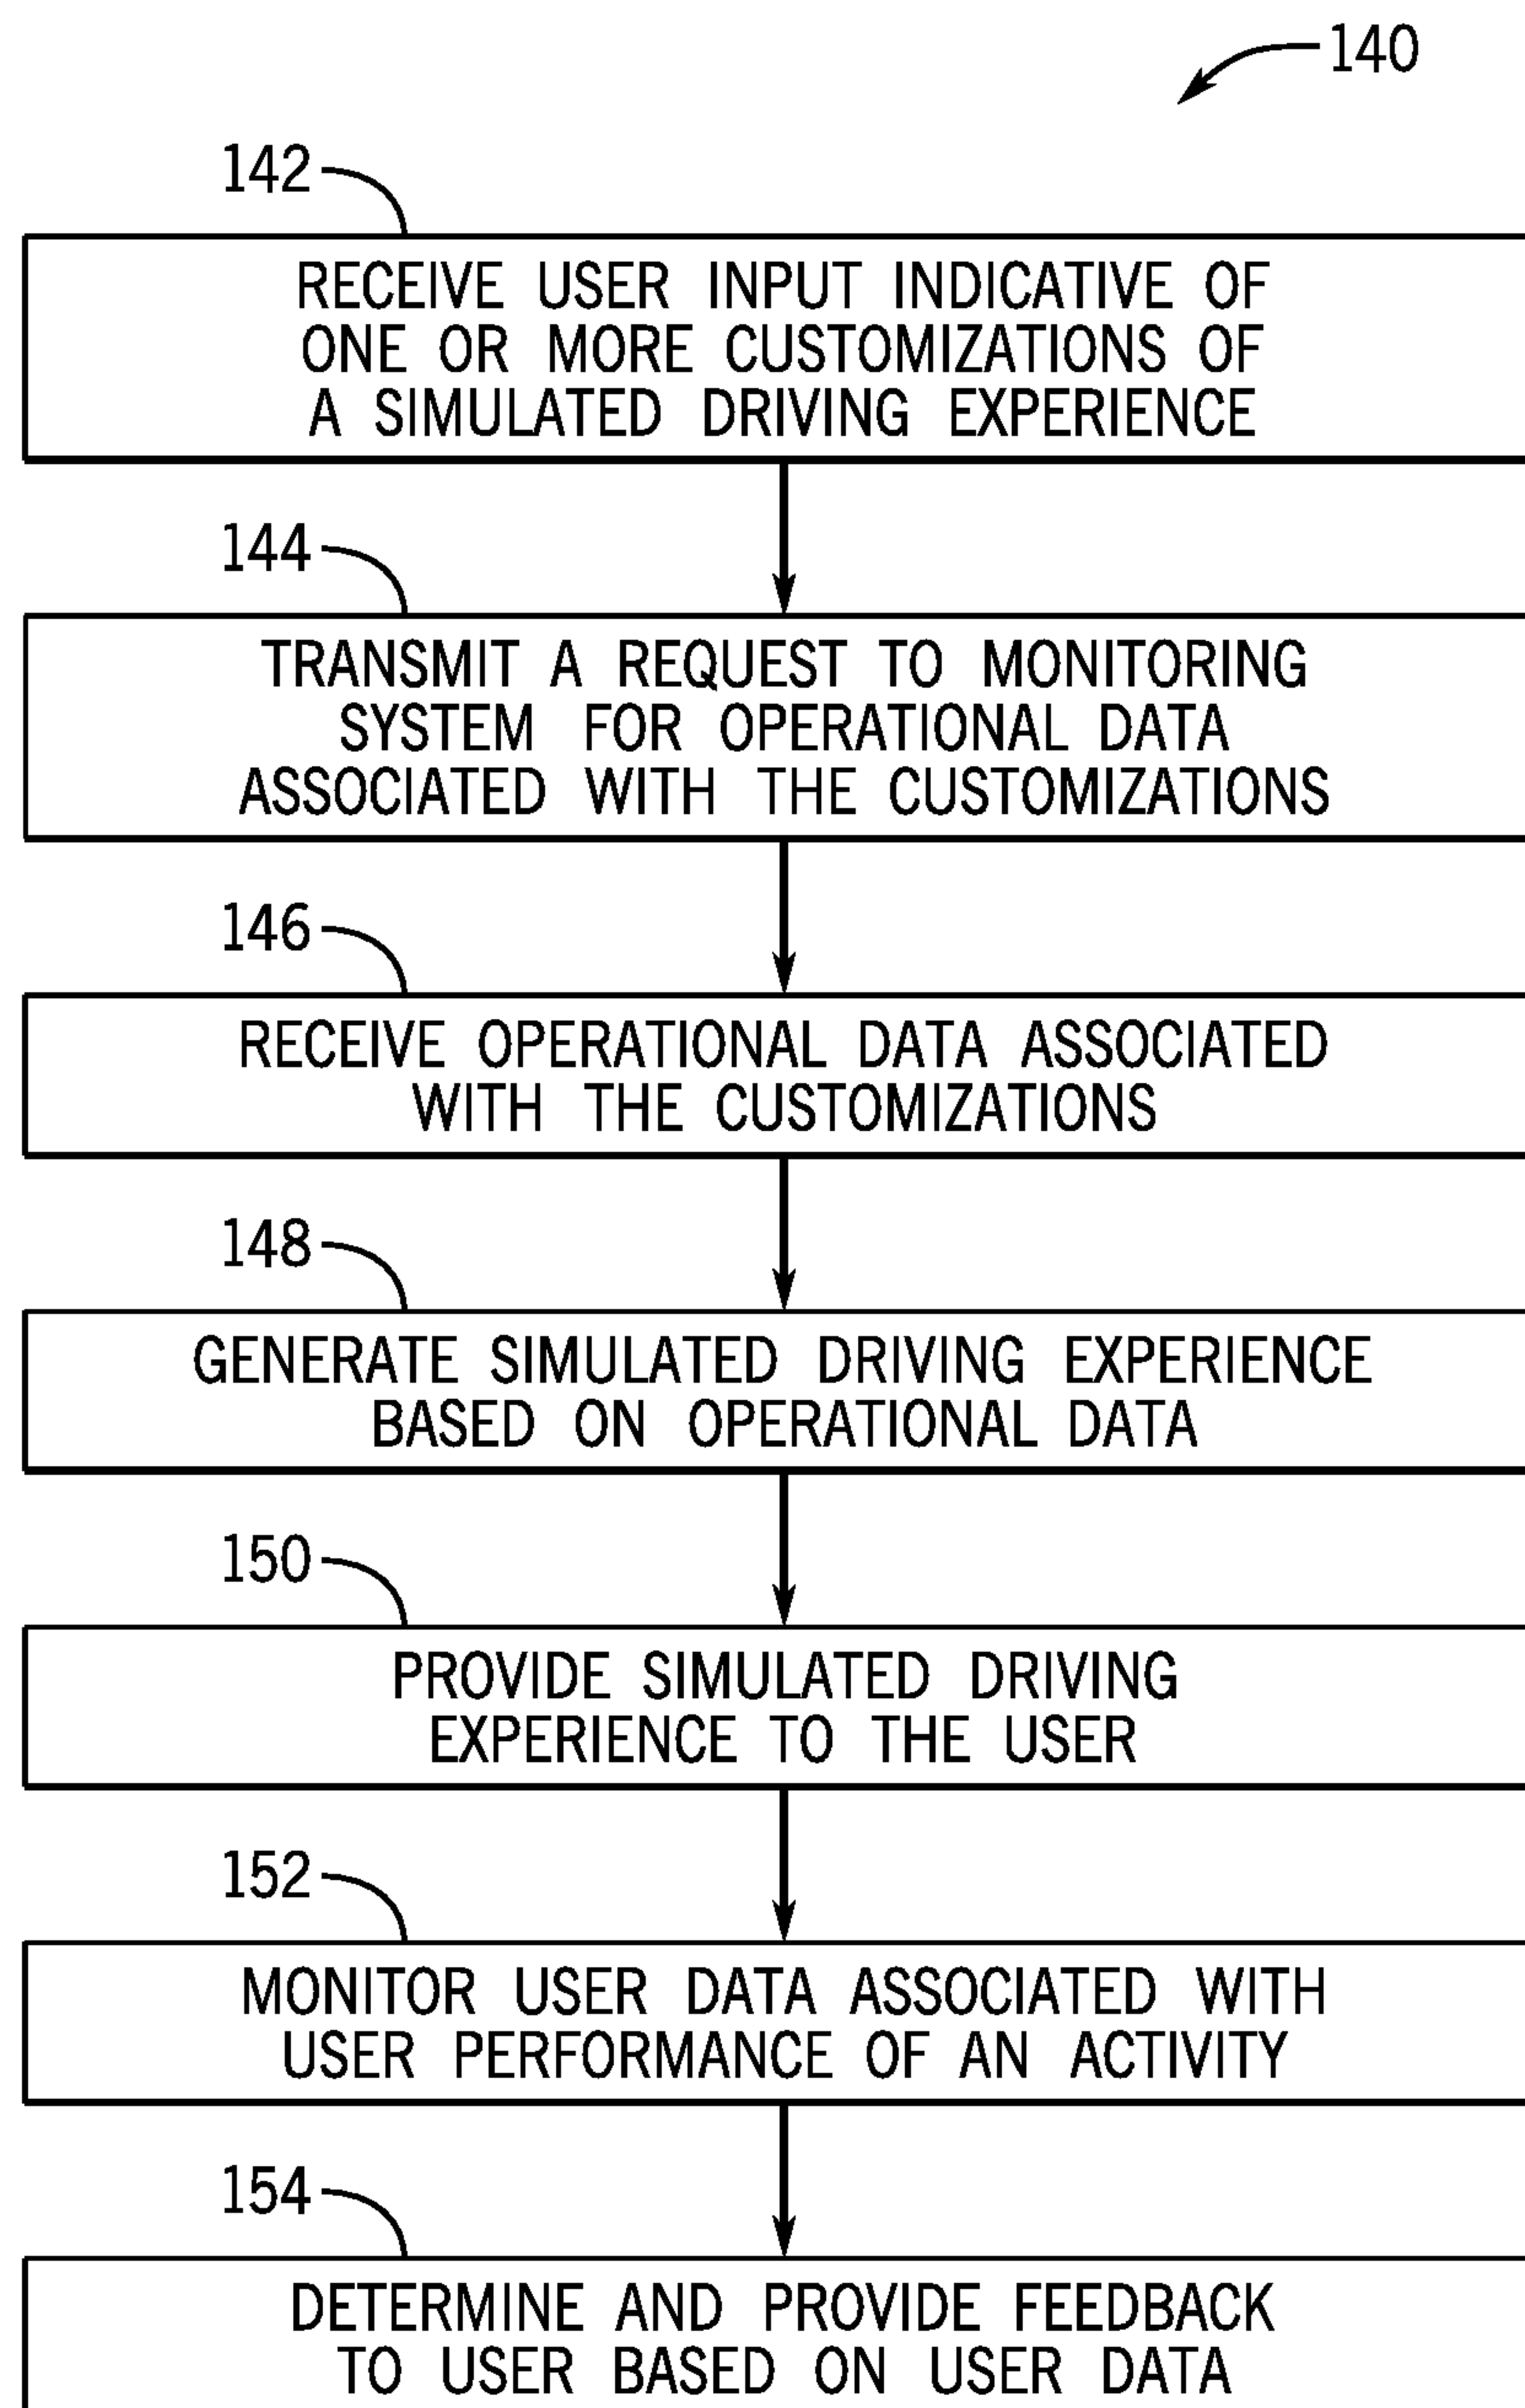 140
142
RECEIVE USER INPUT INDICATIVE OF
ONE OR MORE CUSTOMIZATIONS OF
A SIMULATED DRIVING EXPERIENCE
144
TRANSMIT A REQUEST TO MONITORING
SYSTEM FOR OPERATIONAL DATA
ASSOCIATED WITH THE CUSTOMIZATIONS
146
RECEIVE OPERATIONAL DATA ASSOCIATED
WITH THE CUSTOMIZATIONS
148
GENERATE SIMULATED DRIVING EXPERIENCE
BASED ON OPERATIONAL DATA
150
PROVIDE SIMULATED DRIVING
EXPERIENCE TO THE USER
152
MONITOR USER DATA ASSOCIATED WITH
USER PERFORMANCE OF AN ACTIVITY
154
DETERMINE AND PROVIDE FEEDBACK
TO USER BASED ON USER DATA